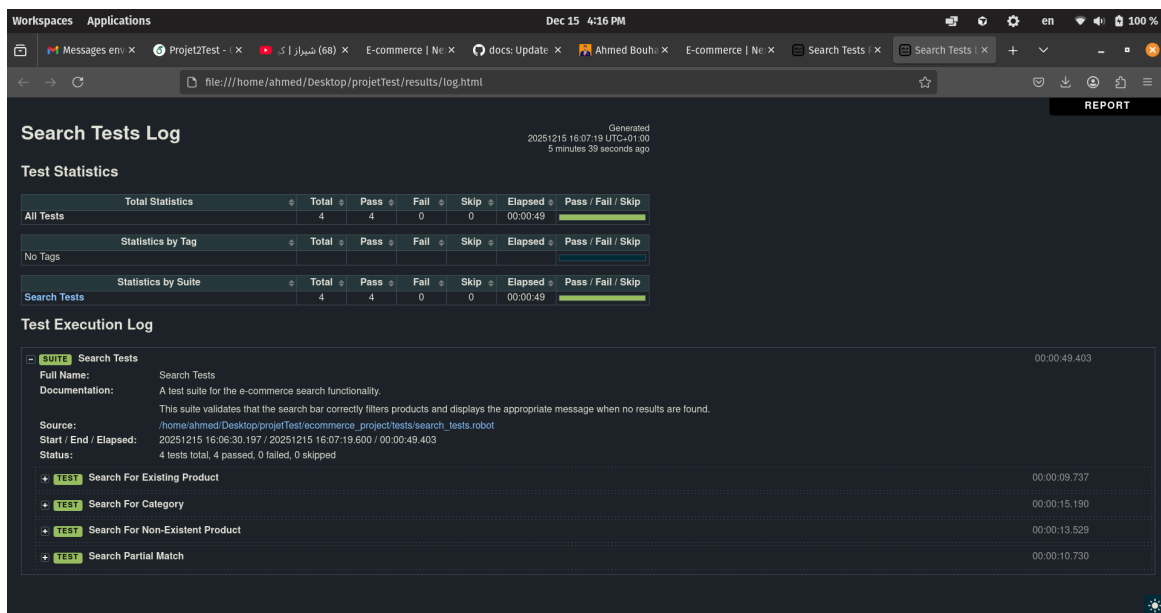 Workspaces Applications Dec 15 4:16 PM en 100 %
Messages env × Projet2Test - ( × (68) شیراز | ک × E-commerce | Ne × docs: Update × Ahmed Bouha × E-commerce | Ne × Search Tests × Search Tests L ×
file:///home/ahmed/Desktop/projetTest/results/log.html
REPORT
Search Tests Log
Generated
20251215 16:07:19 UTC+01:00
5 minutes 39 seconds ago
Test Statistics
Total Statistics Total Pass Fail Skip Elapsed Pass / Fail / Skip
All Tests 4 4 0 0 00:00:49
Statistics by Tag Total Pass Fail Skip Elapsed Pass / Fail / Skip
No Tags
Statistics by Suite Total Pass Fail Skip Elapsed Pass / Fail / Skip
Search Tests 4 4 0 0 00:00:49
Test Execution Log
SUITE Search Tests 00:00:49.403
Full Name: Search Tests
Documentation: A test suite for the e-commerce search functionality.
This suite validates that the search bar correctly filters products and displays the appropriate message when no results are found.
Source: /home/ahmed/Desktop/projetTest/ecommerce_project/tests/search_tests.robot
Start / End / Elapsed: 20251215 16:06:30.197 / 20251215 16:07:19.600 / 00:00:49.403
Status: 4 tests total, 4 passed, 0 failed, 0 skipped
TEST Search For Existing Product 00:00:09.737
TEST Search For Category 00:00:15.190
TEST Search For Non-Existent Product 00:00:13.529
TEST Search Partial Match 00:00:10.730